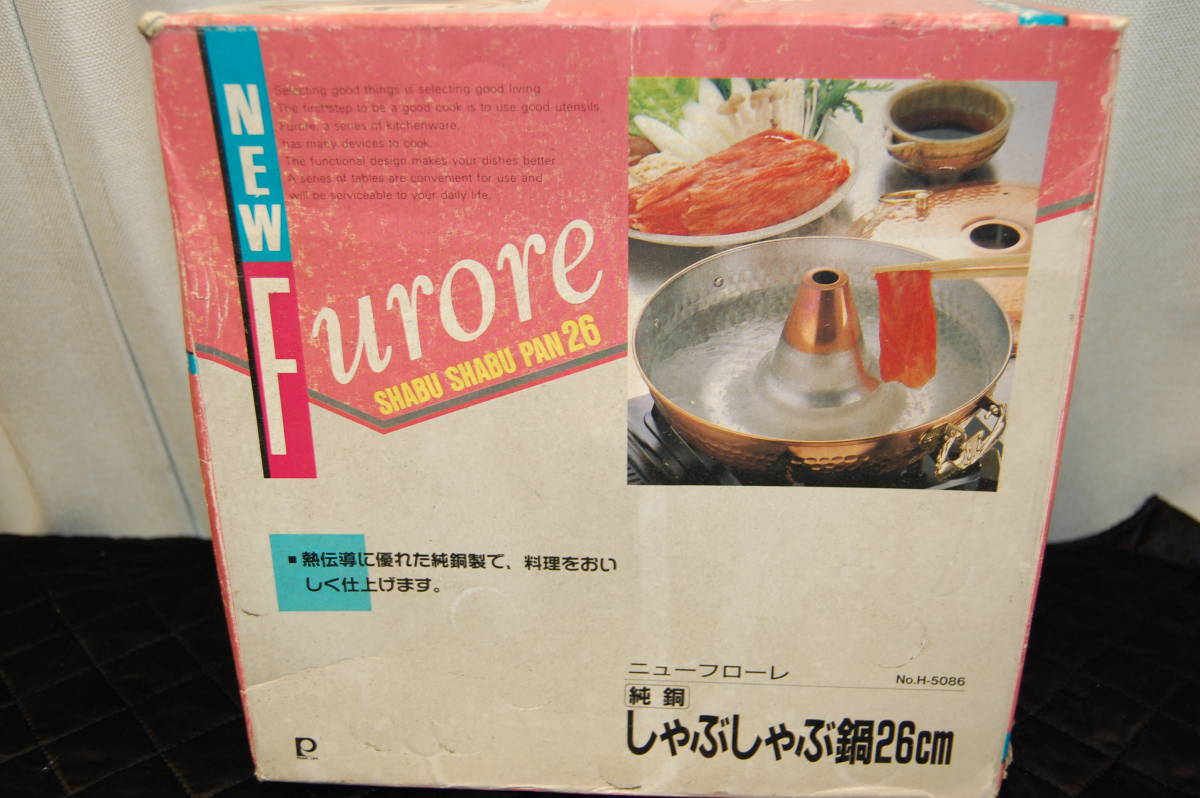 NEW
Furore
SHABU SHABU PAN 26
Selecting good things is selecting good living.
The first step to be a good cook is to use good utensils
Furore, a series of kitchenware,
has many devices to cook.
The functional design makes your dishes better
A series of tables are convenient for use and
will be serviceable to your daily life.
■熱伝導に優れた純銅製で、料理をおい
しく仕上げます。
ニューフローレ
No.H-5086
純銅
しゃぶしゃぶ鍋26cm
P